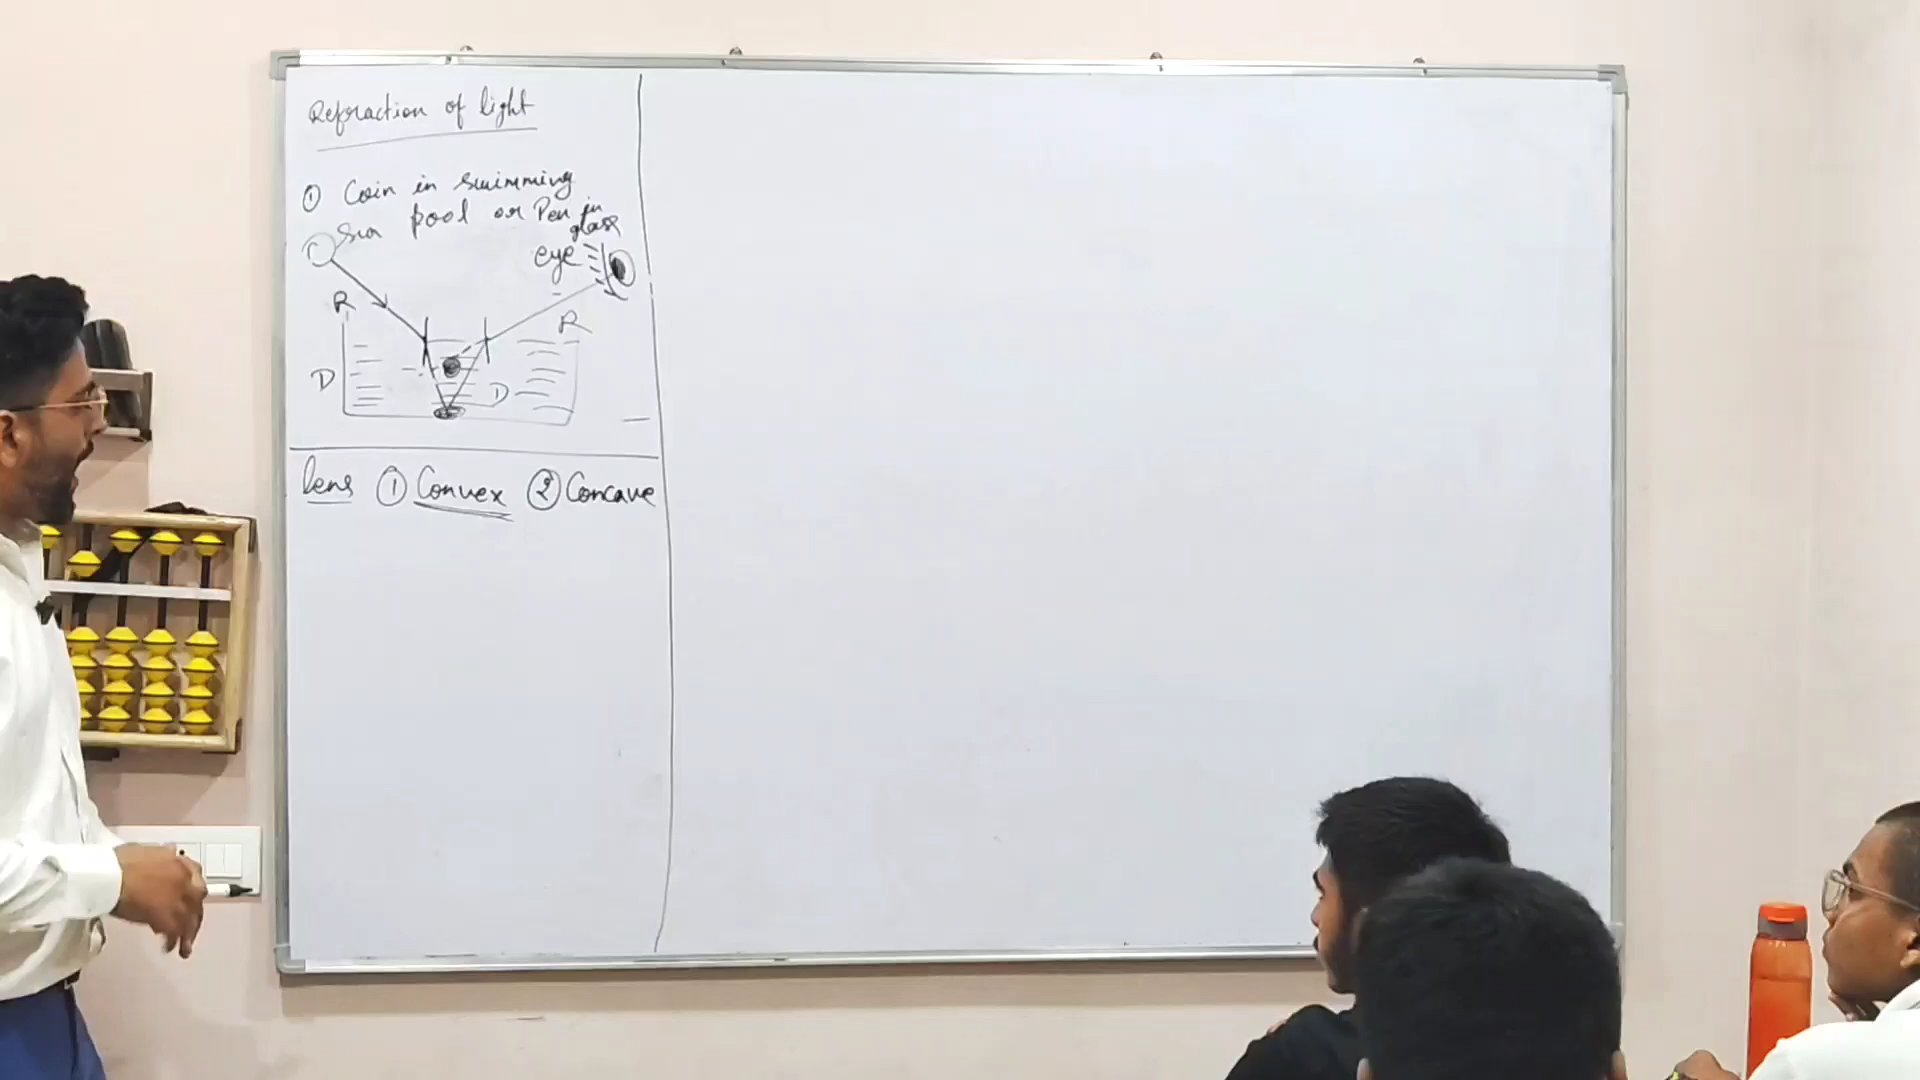 Refraction of light
① Coin in swimming
pool or Pen in
glass
Sun
eye
R
R
D
D
lens ① Convex ② Concave